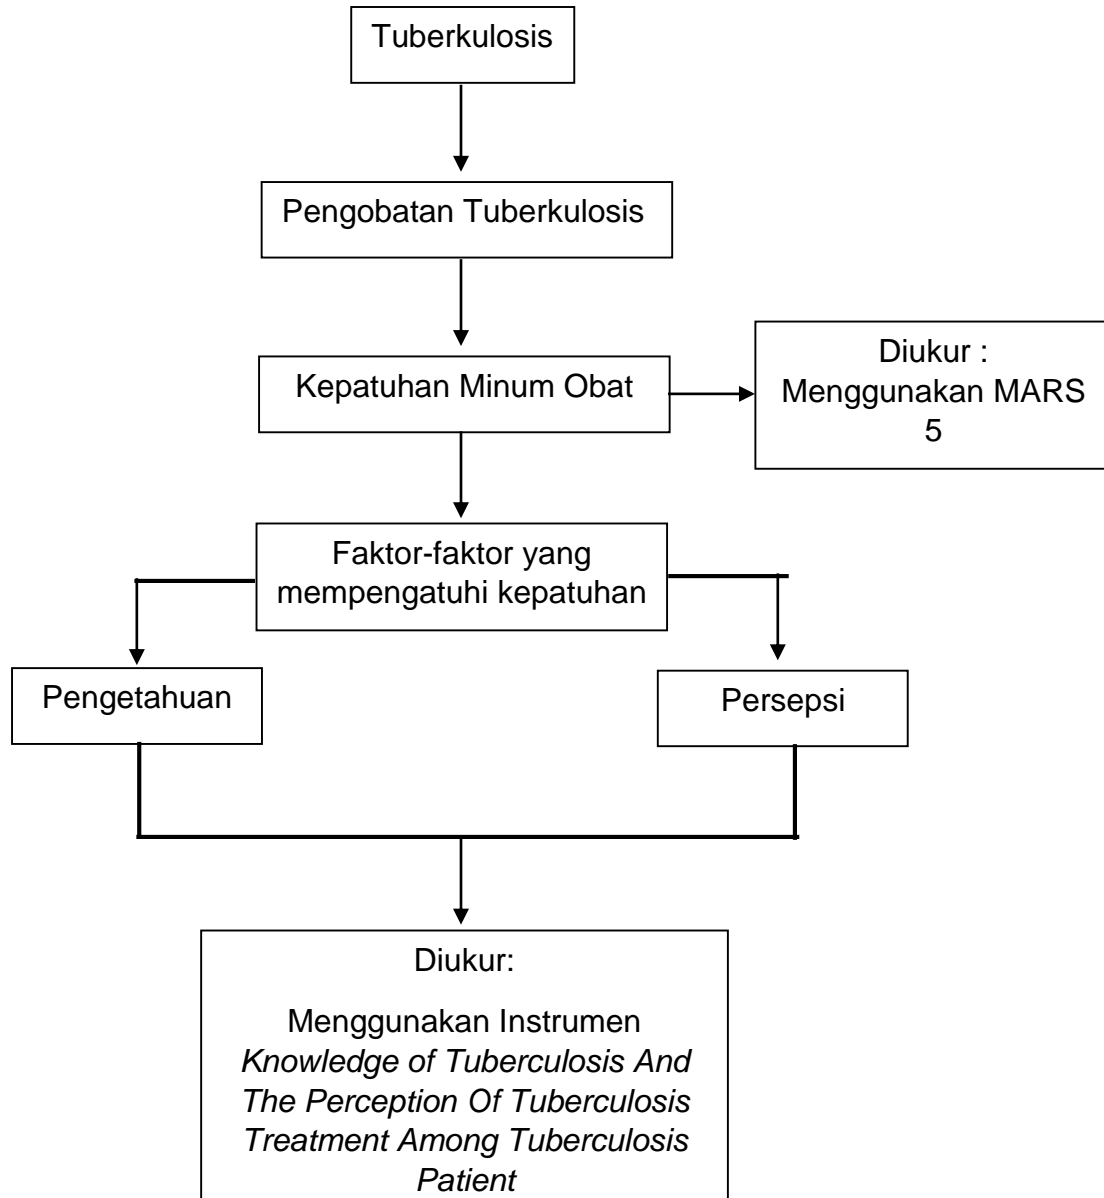 Tuberkulosis
Pengobatan Tuberkulosis
Kepatuhan Minum Obat
Diukur :
Menggunakan MARS
5
Faktor-faktor yang
mempengatuhi kepatuhan
Pengetahuan
Persepsi
Diukur:
Menggunakan Instrumen
Knowledge of Tuberculosis And
The Perception Of Tuberculosis
Treatment Among Tuberculosis
Patient